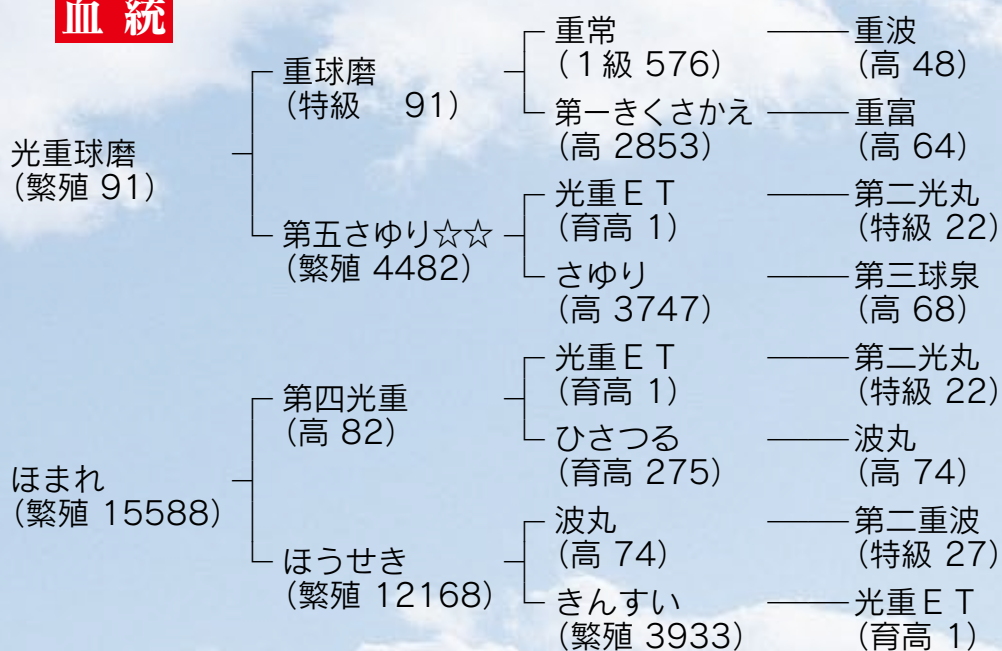 血統
光重球磨
(繁殖 91)
重球磨
(特級 91)
重常
(1級 576)
重波
(高 48)
第一きくさかえ
(高 2853)
重富
(高 64)
第五さゆり☆☆
(繁殖 4482)
光重ET
(育高 1)
第二光丸
(特級 22)
さゆり
(高 3747)
第三球泉
(高 68)
ほまれ
(繁殖 15588)
第四光重
(高 82)
光重ET
(育高 1)
第二光丸
(特級 22)
ひさつる
(育高 275)
波丸
(高 74)
ほうせき
(繁殖 12168)
波丸
(高 74)
第二重波
(特級 27)
きんすい
(繁殖 3933)
光重ET
(育高 1)